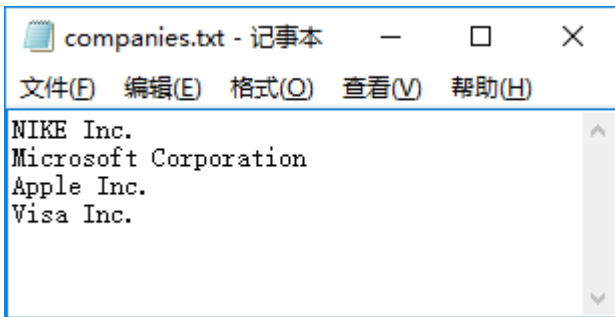 companies.txt - 记事本
文件(F) 编辑(E) 格式(O) 查看(V) 帮助(H)
NIKE Inc.
Microsoft Corporation
Apple Inc.
Visa Inc.